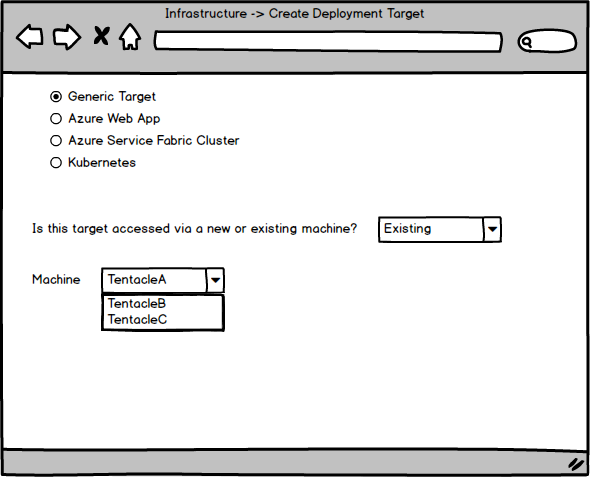 Infrastructure -> Create Deployment Target
Generic Target
Azure Web App
Azure Service Fabric Cluster
Kubernetes
Is this target accessed via a new or existing machine? Existing
Machine TentacleA
TentacleB
TentacleC